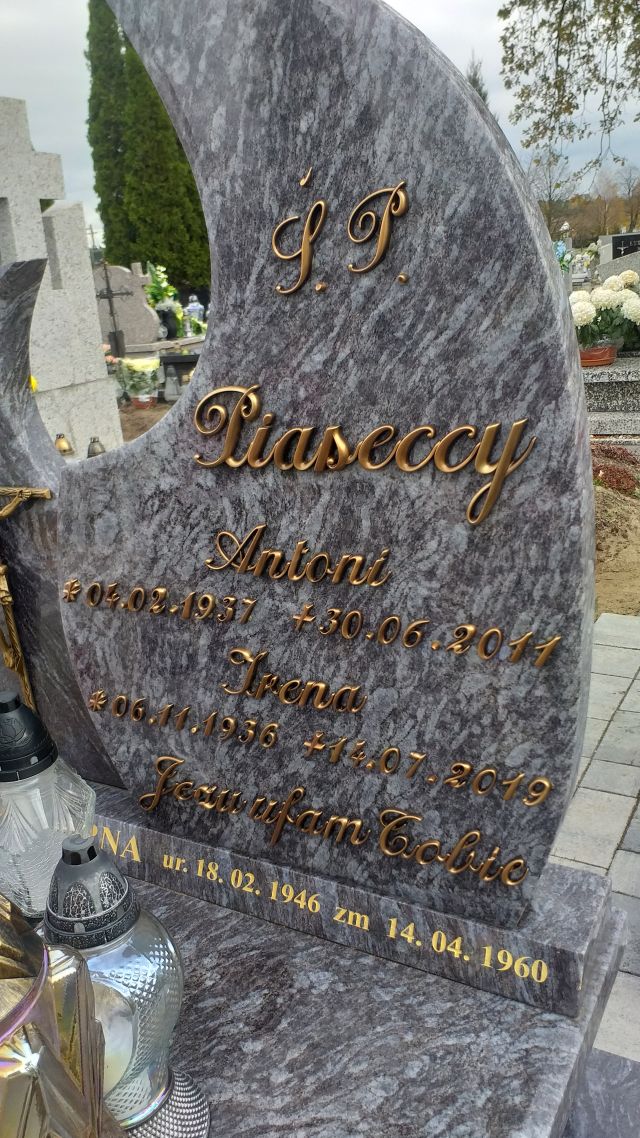 Ś. P.
Piaseccy
Antoni
*04.02.1937 +30.06.2011
Irena
*06.11.1936 +14.07.2019
Jezu ufam Tobie
RNA ur. 18. 02. 1946 zm 14. 04. 1960